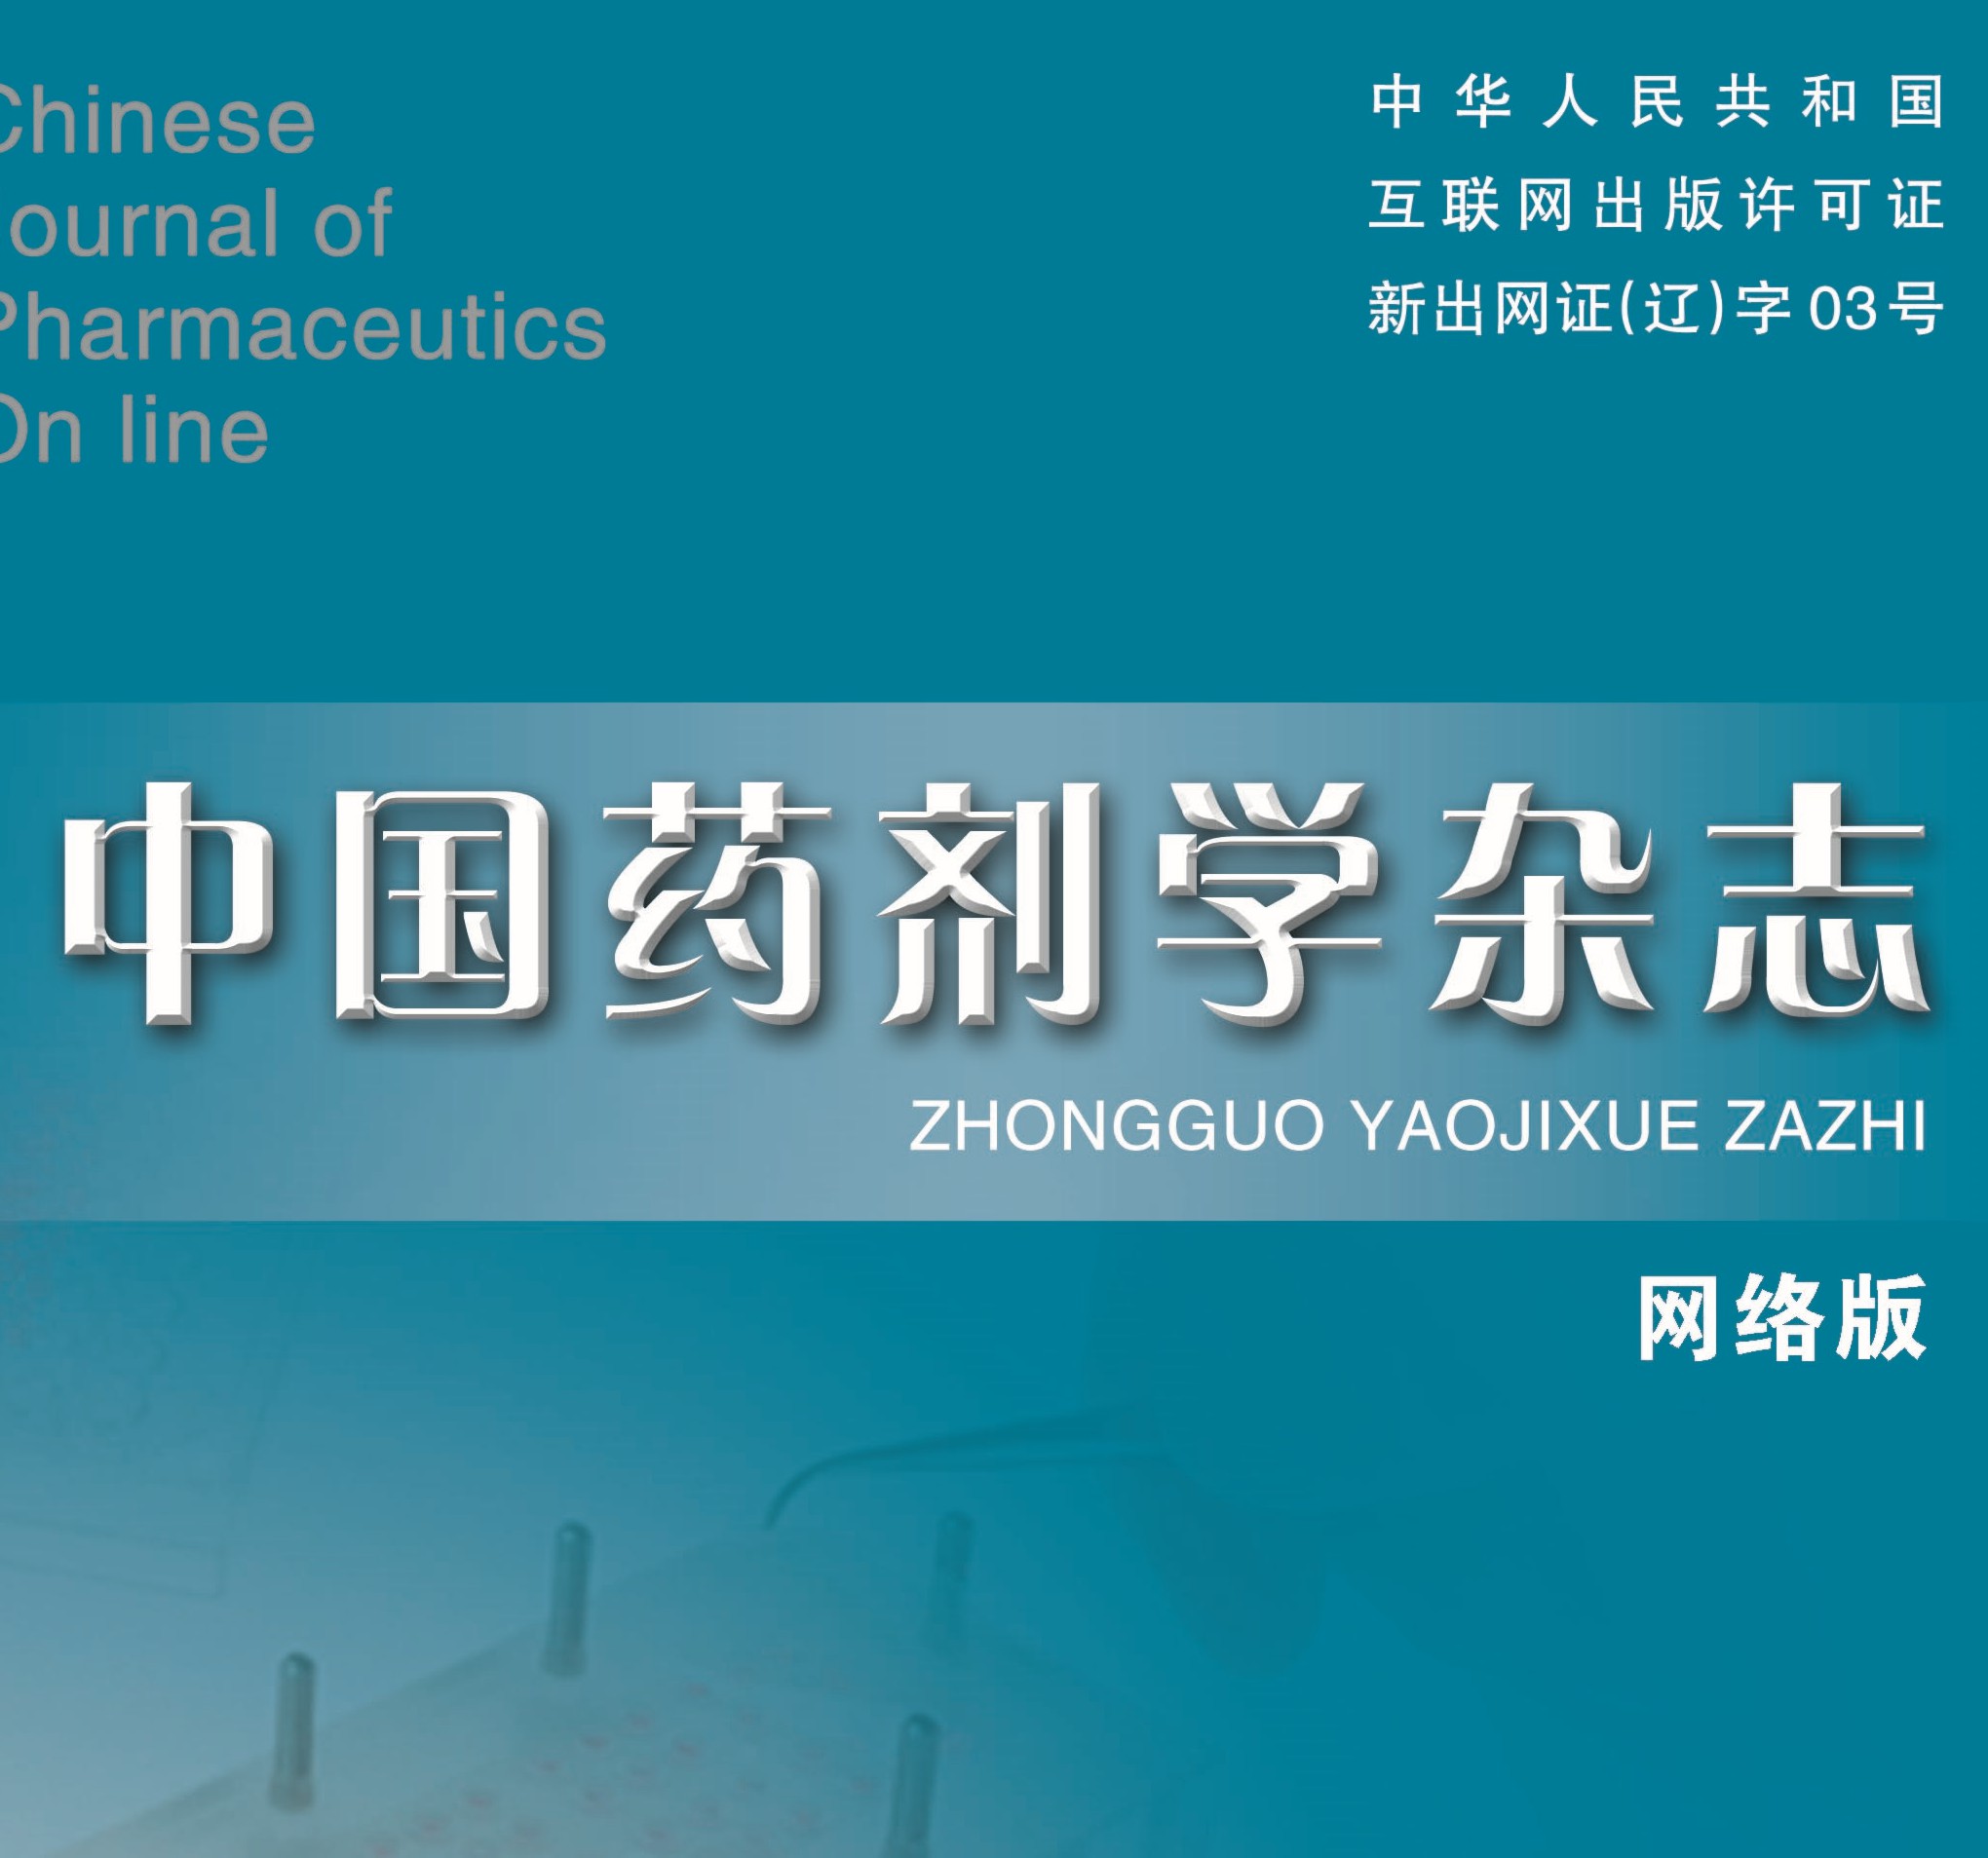 Chinese
Journal of
Pharmaceutics
On line
中华人民共和国
互联网出版许可证
新出网证(辽)字03号
中国药剂学杂志
ZHONGGUO YAOJIXUE ZAZHI
网络版